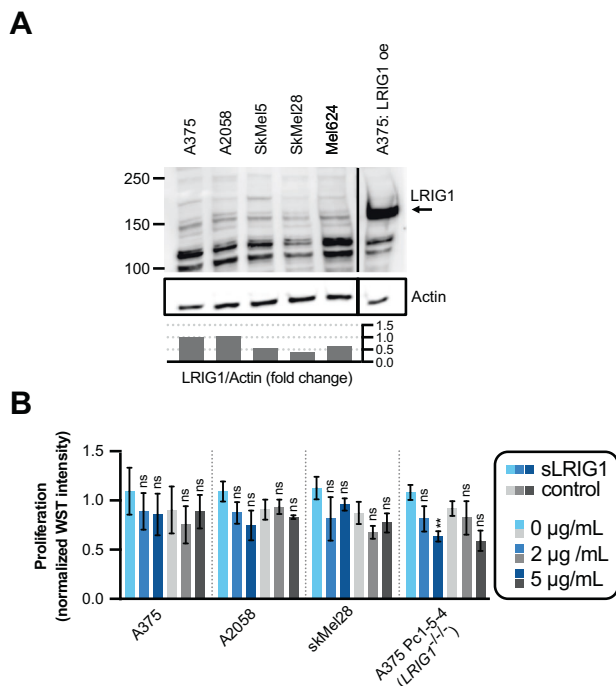 A
A375
A2058
SkMel5
SkMel28
Mel624
A375: LRIG1 oe
250
150
100
LRIG1
Actin
1.5
1.0
0.5
0.0
LRIG1/Actin (fold change)
B
Proliferation
(normalized WST intensity)
1.5
1.0
0.5
0.0
ns
ns
ns
ns
ns
ns
ns
ns
ns
ns
ns
ns
ns
**
ns
ns
A375
A2058
skMel28
A375 Pc1-5-4
(LRIG1-/-/-)
sLRIG1
control
0 µg/mL
2 µg /mL
5 µg/mL